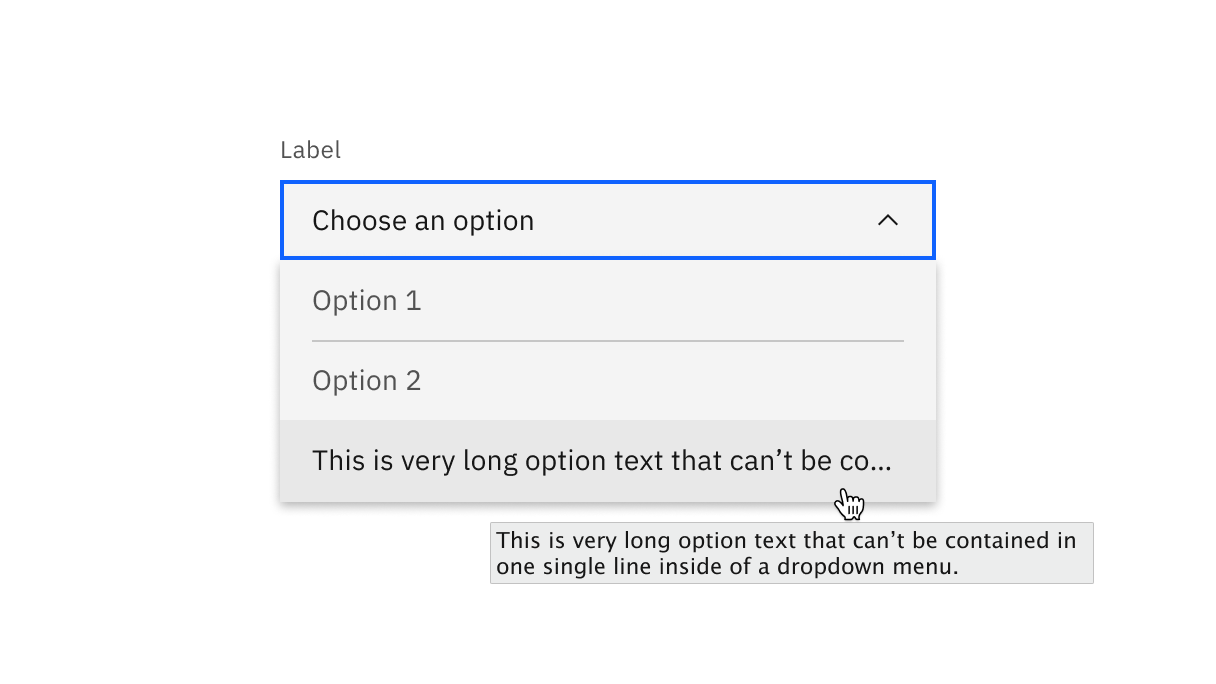 Label
Choose an option
Option 1
Option 2
This is very long option text that can’t be co...
This is very long option text that can’t be contained in
one single line inside of a dropdown menu.